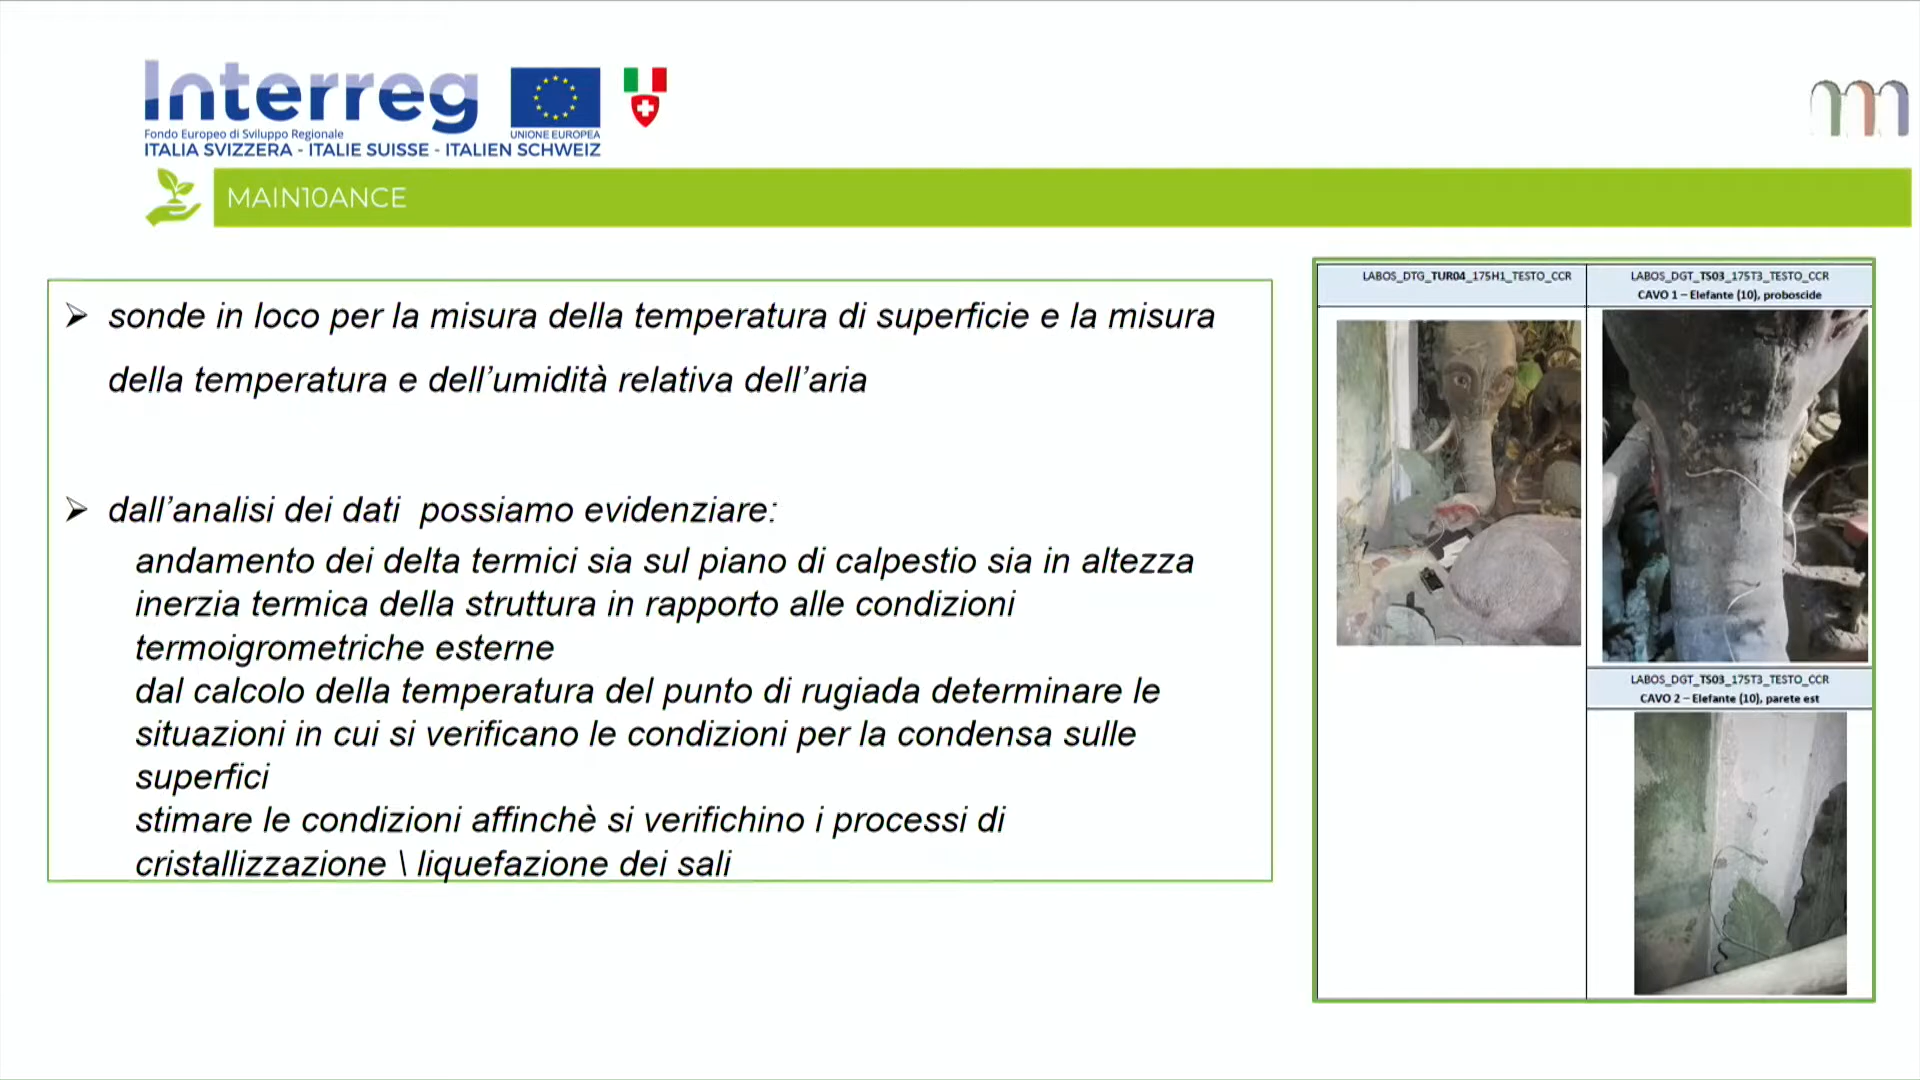 Interreg
Fondo Europeo di Sviluppo Regionale
UNIONE EUROPEA
ITALIA SVIZZERA - ITALIE SUISSE - ITALIEN SCHWEIZ
MAIN10ANCE
sonde in loco per la misura della temperatura di superficie e la misura
della temperatura e dell'umidità relativa dell'aria
dall'analisi dei dati possiamo evidenziare:
andamento dei delta termici sia sul piano di calpestio sia in altezza
inerzia termica della struttura in rapporto alle condizioni
termoigrometriche esterne
dal calcolo della temperatura del punto di rugiada determinare le
situazioni in cui si verificano le condizioni per la condensa sulle
superfici
stimare le condizioni affinchè si verifichino i processi di
cristallizzazione \ liquefazione dei sali
LABOS_DTG_TUR04_175H1_TESTO_CCR
LABOS_DGT_TS03_175T3_TESTO_CCR
CAVO 1 – Elefante (10), proboscide
LABOS_DGT_TS03_175T3_TESTO_CCR
CAVO 2 – Elefante (10), parete est